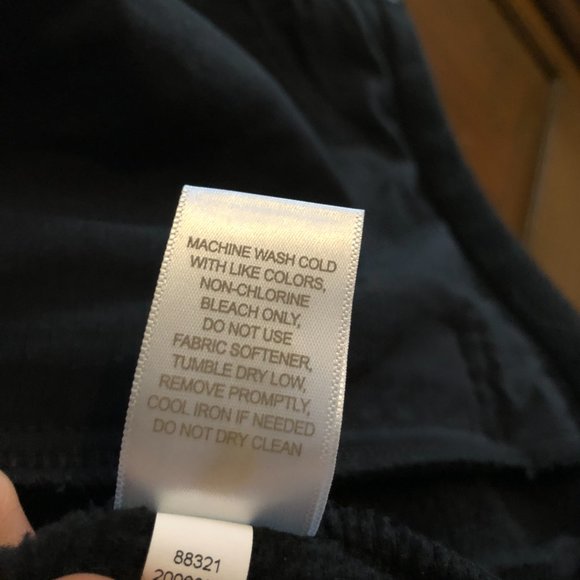 MACHINE WASH COLD
WITH LIKE COLORS,
NON-CHLORINE
BLEACH ONLY,
DO NOT USE
FABRIC SOFTENER,
TUMBLE DRY LOW,
REMOVE PROMPTLY,
COOL IRON IF NEEDED
DO NOT DRY CLEAN
88321